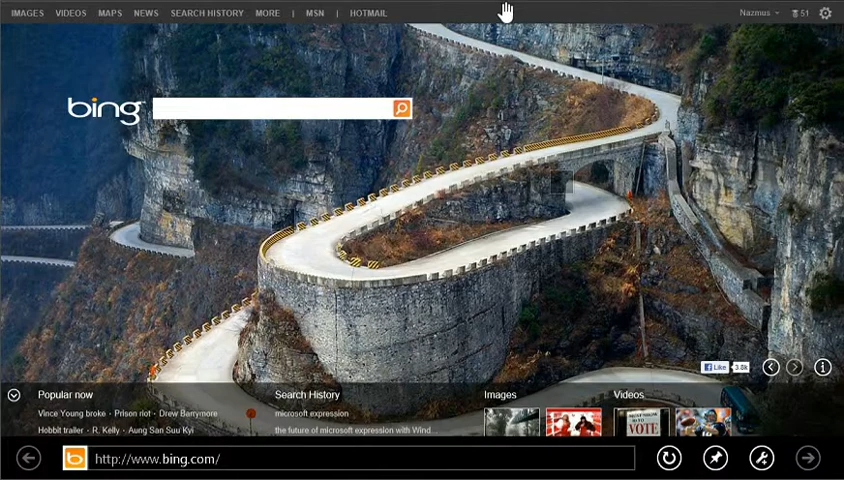 IMAGES VIDEOS MAPS NEWS SEARCH HISTORY MORE | MSN | HOTMAIL Nazmus 51
bing
Like 3.8k
Popular now Search History Images Videos
Vince Young broke · Prison riot · Drew Berrymore microsoft expression
Hobbit trailer · R. Kelly · Aung San Suu Kyi the future of microsoft expression with Wind...
VOTE
http://www.bing.com/